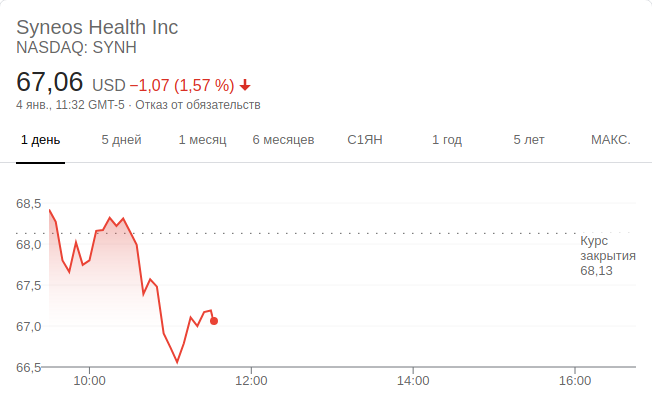 Syneos Health Inc
NASDAQ: SYNH
67,06 USD −1,07 (1,57 %)
4 янв., 11:32 GMT-5 · Отказ от обязательств
1 день 5 дней 1 месяц 6 месяцев С1ЯН 1 год 5 лет МАКС.
68,5
68,0
67,5
67,0
66,5
Курс
закрытия
68,13
10:00 12:00 14:00 16:00